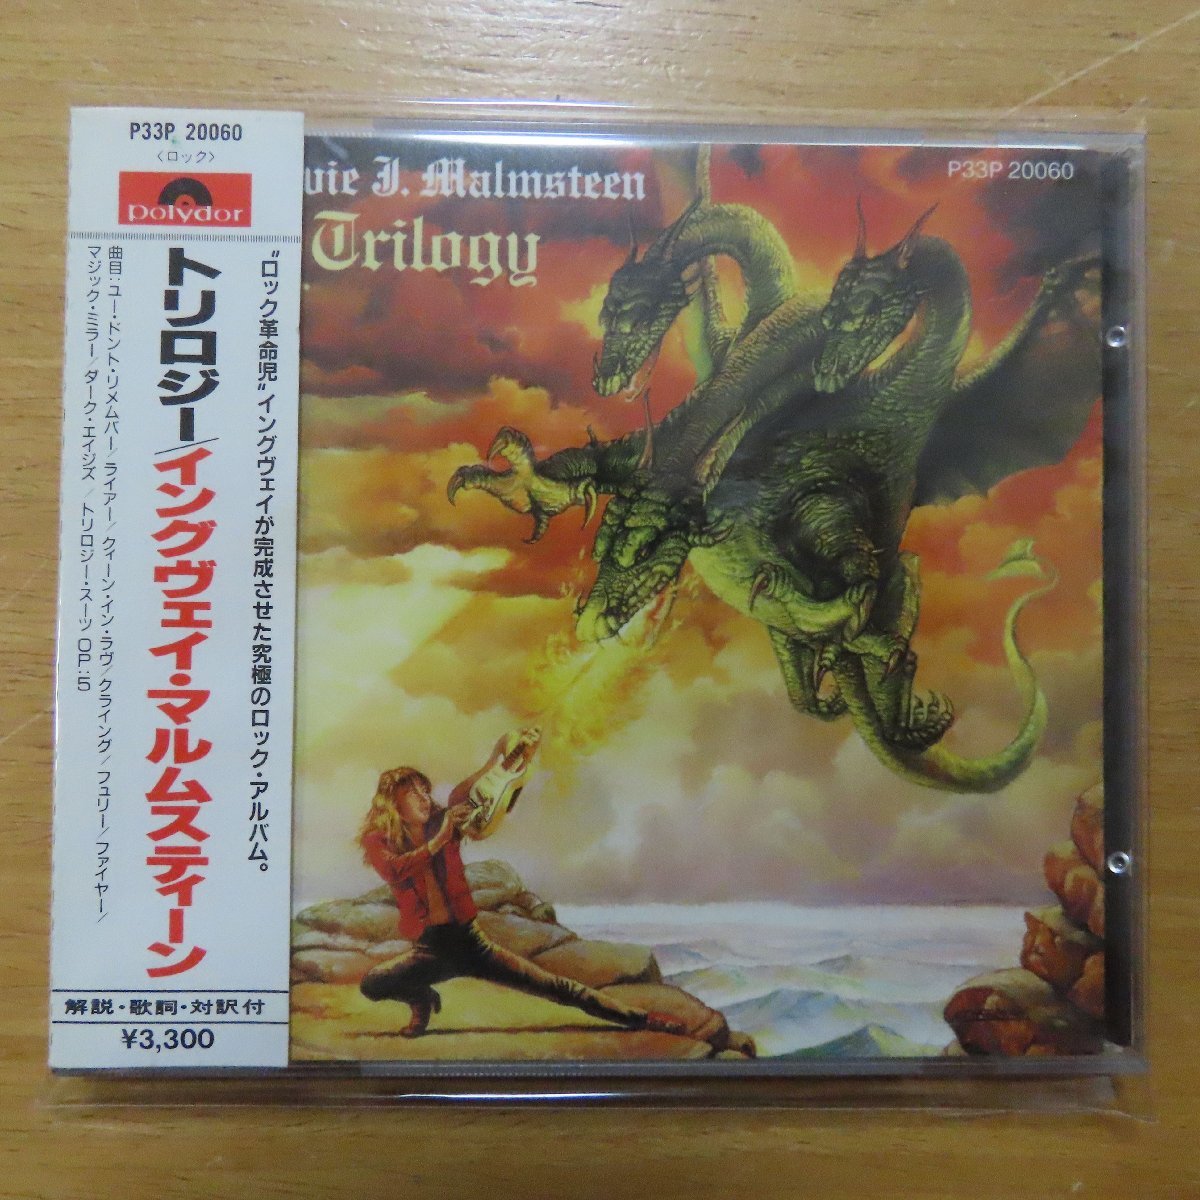 P33P 20060
〈ロック〉
polydor
トリロジー/イングヴェイ・マルムスティーン
"ロック革命児"イングヴェイが完成させた究極のロック・アルバム。
曲目:ユー・ドント・リメムバー/ライアー/クィーン・イン・ラヴ/クライング/フュリー/ファイヤー/
マジック・ミラー/ダーク・エイジズ/トリロジー・スーツ OP.:5
解説・歌詞・対訳付
¥3,300
vie J. Malmsteen
Trilogy
P33P 20060